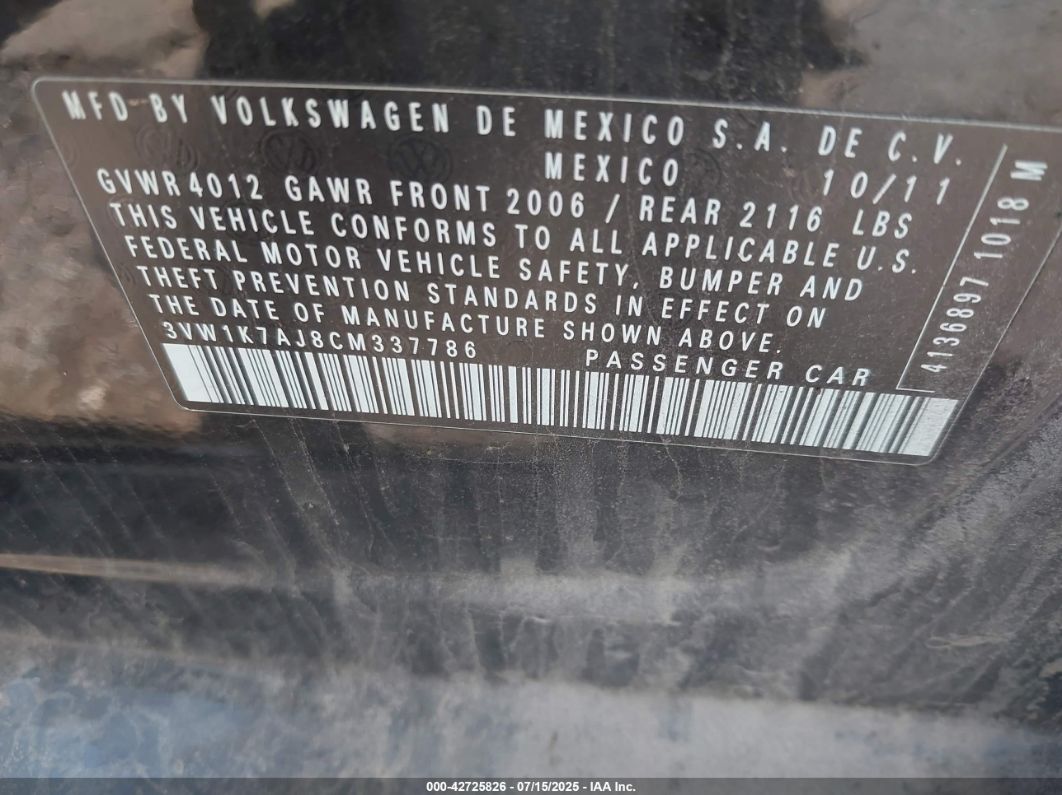 MFD BY VOLKSWAGEN DE MEXICO S.A. DE C.V.
MEXICO 10/11
GVWR 4012 GAWR FRONT 2006 / REAR 2116 LBS
THIS VEHICLE CONFORMS TO ALL APPLICABLE U.S.
FEDERAL MOTOR VEHICLE SAFETY, BUMPER AND
THEFT PREVENTION STANDARDS IN EFFECT ON
THE DATE OF MANUFACTURE SHOWN ABOVE.
3VW1K7AJ8CM337786 PASSENGER CAR
4136897 1018 M
000-42725826 - 07/15/2025 - IAA Inc.